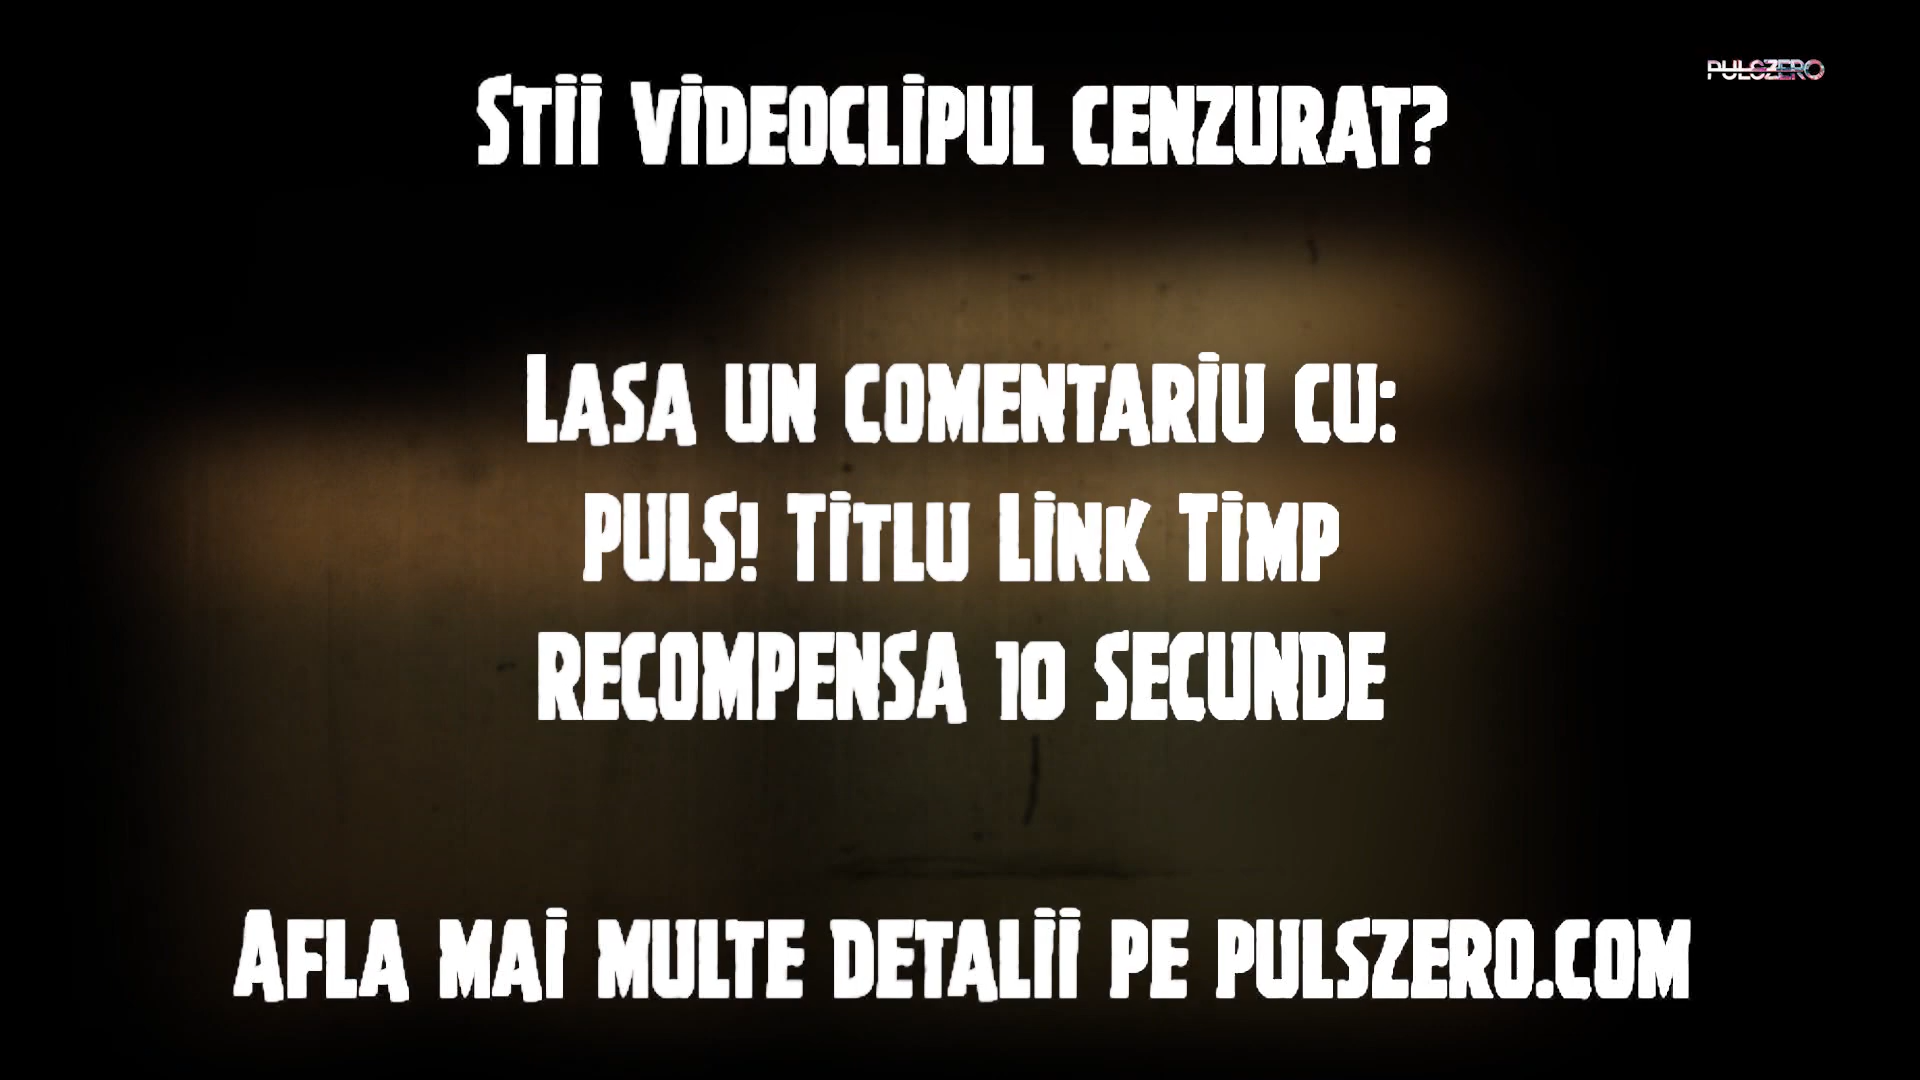 PULSZERO
Stii videoclipul cenzurat?
Lasa un comentariu cu:
PULS! Titlu Link Timp
RECOMPENSA 10 SECUNDE
Afla mai multe detalii pe pulszero.com